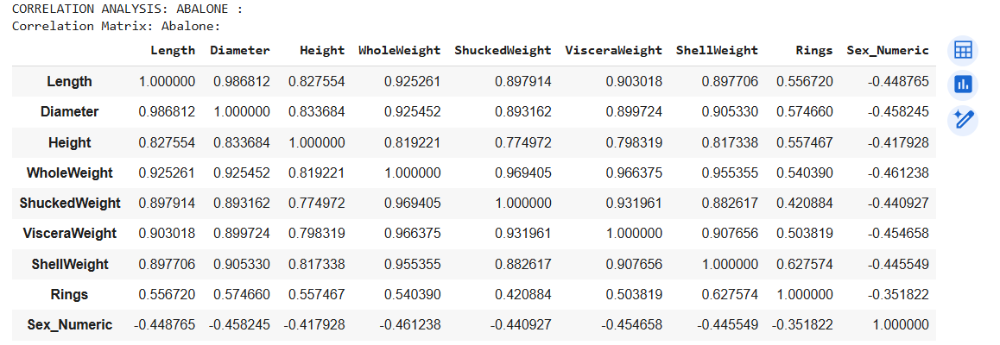 CORRELATION ANALYSIS: ABALONE :
Correlation Matrix: Abalone:
Length Diameter Height WholeWeight ShuckedWeight VisceraWeight ShellWeight Rings Sex_Numeric
Length 1.000000 0.986812 0.827554 0.925261 0.897914 0.903018 0.897706 0.556720 -0.448765
Diameter 0.986812 1.000000 0.833684 0.925452 0.893162 0.899724 0.905330 0.574660 -0.458245
Height 0.827554 0.833684 1.000000 0.819221 0.774972 0.798319 0.817338 0.557467 -0.417928
WholeWeight 0.925261 0.925452 0.819221 1.000000 0.969405 0.966375 0.955355 0.540390 -0.461238
ShuckedWeight 0.897914 0.893162 0.774972 0.969405 1.000000 0.931961 0.882617 0.420884 -0.440927
VisceraWeight 0.903018 0.899724 0.798319 0.966375 0.931961 1.000000 0.907656 0.503819 -0.454658
ShellWeight 0.897706 0.905330 0.817338 0.955355 0.882617 0.907656 1.000000 0.627574 -0.445549
Rings 0.556720 0.574660 0.557467 0.540390 0.420884 0.503819 0.627574 1.000000 -0.351822
Sex_Numeric -0.448765 -0.458245 -0.417928 -0.461238 -0.440927 -0.454658 -0.445549 -0.351822 1.000000